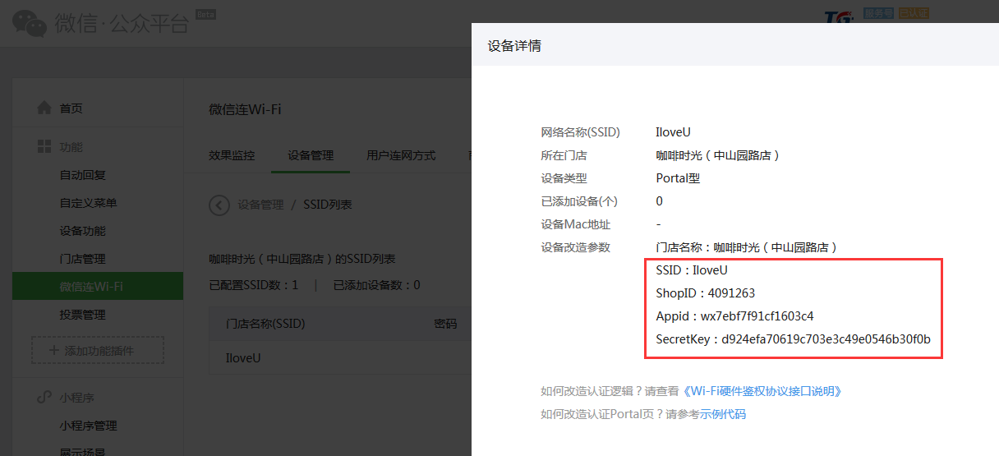 微信·公众平台 Beta
TG
服务号 已认证
首页
功能
自动回复
自定义菜单
设备功能
门店管理
微信连Wi-Fi
投票管理
添加功能插件
小程序
小程序管理
展示场景
微信连Wi-Fi
效果监控 设备管理 用户连网方式
设备管理 / SSID列表
咖啡时光（中山园路店）的SSID列表
已配置SSID数：1 | 已添加设备数：0
门店名称(SSID) 密码
IloveU
设备详情
网络名称(SSID) IloveU
所在门店 咖啡时光（中山园路店）
设备类型 Portal型
已添加设备(个) 0
设备Mac地址 -
设备改造参数 门店名称：咖啡时光（中山园路店）
SSID：IloveU
ShopID：4091263
Appid：wx7ebf7f91cf1603c4
SecretKey：d924efa70619c703e3c49e0546b30f0b
如何改造认证逻辑？请查看《Wi-Fi硬件鉴权协议接口说明》
如何改造认证Portal页？请参考示例代码